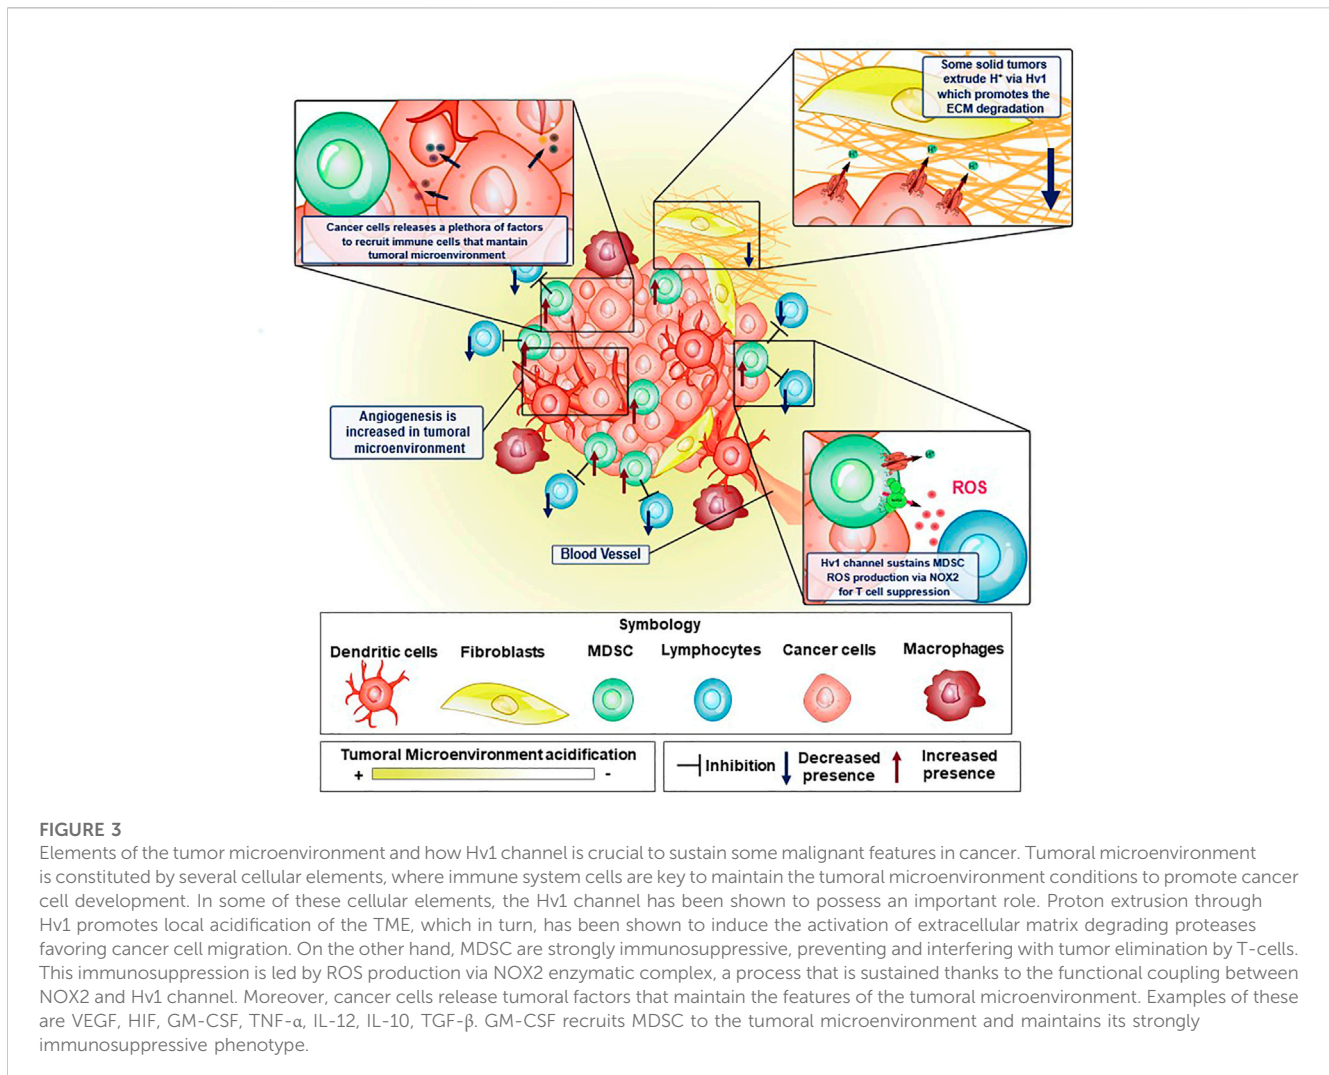 Some solid tumors
extrude H⁺ via Hv1
which promotes the
ECM degradation
H⁺
H⁺
H⁺
Cancer cells releases a plethora of factors
to recruit immune cells that mantain
tumoral microenvironment
Angiogenesis is
increased in tumoral
microenvironment
H⁺
ROS
Blood Vessel
Hv1 channel sustains MDSC
ROS production via NOX2
for T cell suppression
Symbology
Dendritic cells Fibroblasts MDSC Lymphocytes Cancer cells Macrophages
Tumoral Microenvironment acidification
+ -
Inhibition Decreased presence Increased presence
FIGURE 3
Elements of the tumor microenvironment and how Hv1 channel is crucial to sustain some malignant features in cancer. Tumoral microenvironment
is constituted by several cellular elements, where immune system cells are key to maintain the tumoral microenvironment conditions to promote cancer
cell development. In some of these cellular elements, the Hv1 channel has been shown to possess an important role. Proton extrusion through
Hv1 promotes local acidification of the TME, which in turn, has been shown to induce the activation of extracellular matrix degrading proteases
favoring cancer cell migration. On the other hand, MDSC are strongly immunosuppressive, preventing and interfering with tumor elimination by T-cells.
This immunosuppression is led by ROS production via NOX2 enzymatic complex, a process that is sustained thanks to the functional coupling between
NOX2 and Hv1 channel. Moreover, cancer cells release tumoral factors that maintain the features of the tumoral microenvironment. Examples of these
are VEGF, HIF, GM-CSF, TNF-α, IL-12, IL-10, TGF-β. GM-CSF recruits MDSC to the tumoral microenvironment and maintains its strongly
immunosuppressive phenotype.